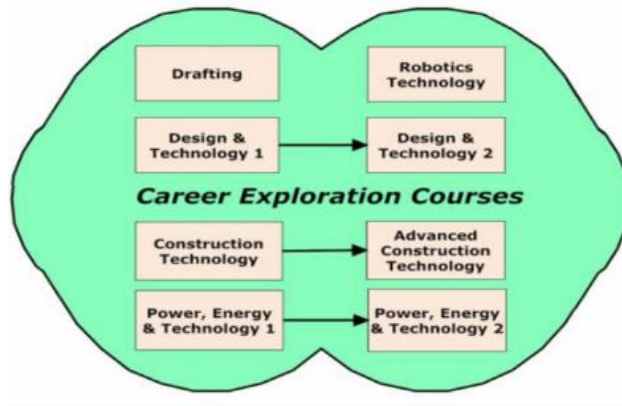 Drafting
Robotics
Technology
Design &
Technology 1
Design &
Technology 2
Career Exploration Courses
Construction
Technology
Advanced
Construction
Technology
Power, Energy
& Technology 1
Power, Energy
& Technology 2